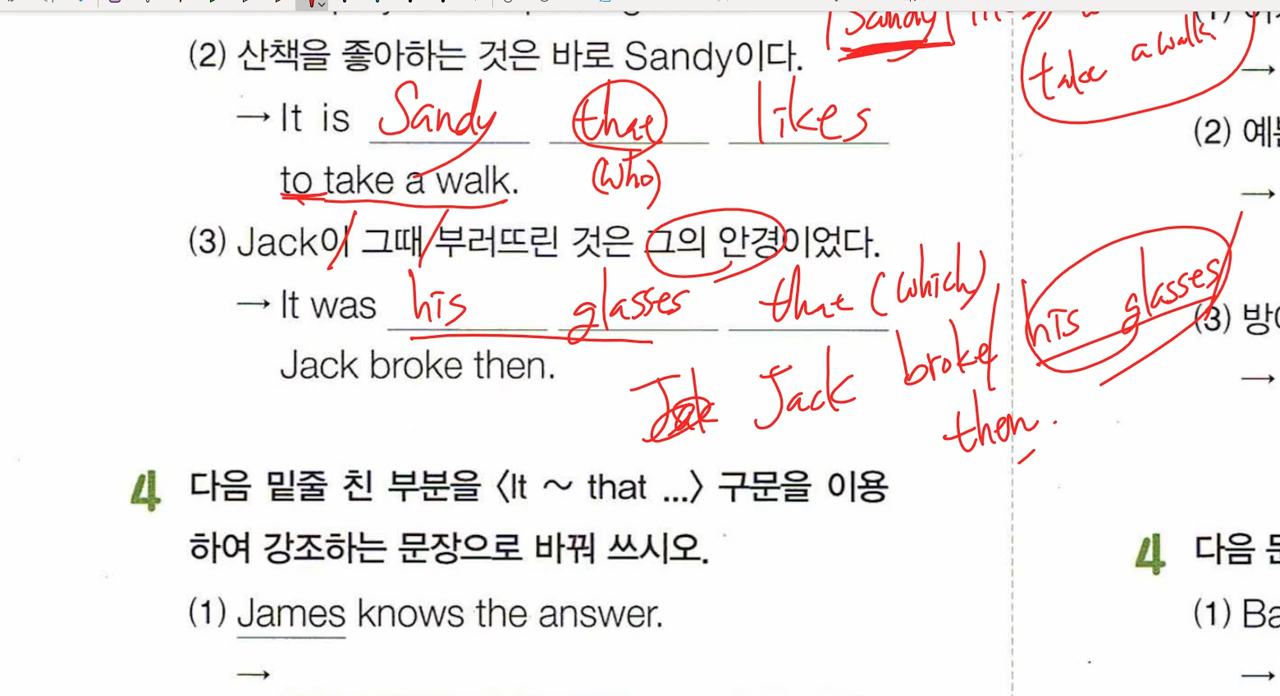 Sandy
take a walk
(2) 산책을 좋아하는 것은 바로 Sandy이다.
→ It is Sandy that likes
(who)
to take a walk.
(3) Jack이 그때 부러뜨린 것은 그의 안경이었다.
→ It was his glasses that (which)
Jack broke then.
Jack broke his glasses
then.
4 다음 밑줄 친 부분을 〈It ~ that ...〉 구문을 이용
하여 강조하는 문장으로 바꿔 쓰시오.
(1) James knows the answer.
→
→
(2) 예
→
(3) 방
→
4 다음
(1) Ba
→